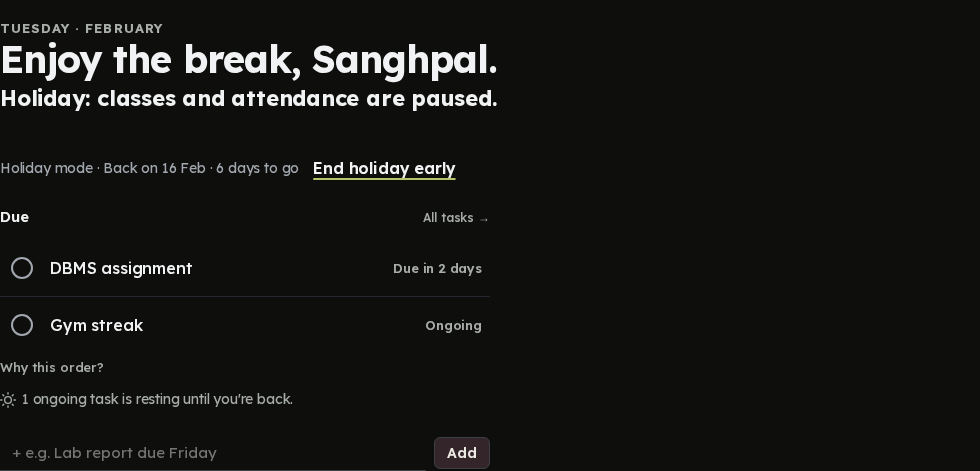 TUESDAY · FEBRUARY
Enjoy the break, Sanghpal.
Holiday: classes and attendance are paused.
Holiday mode · Back on 16 Feb · 6 days to go End holiday early
Due All tasks →
DBMS assignment Due in 2 days
Gym streak Ongoing
Why this order?
1 ongoing task is resting until you're back.
+ e.g. Lab report due Friday Add